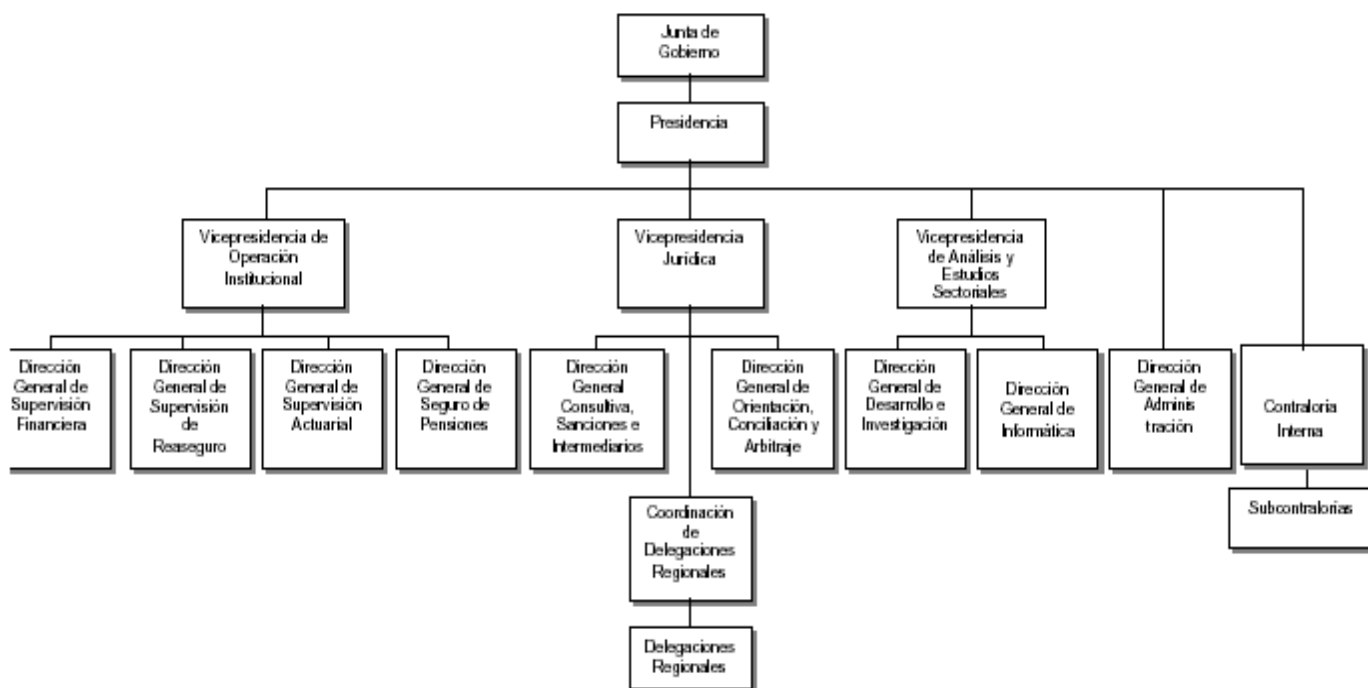 Junta de
Gobierno
Presidencia
Vicepresidencia de
Operación
Institucional
Vicepresidencia
Jurídica
Vicepresidencia
de Análisis y
Estudios
Sectoriales
Dirección
General de
Supervisión
Financiera
Dirección
General de
Supervisión
de
Reaseguro
Dirección
General de
Supervisión
Actuarial
Dirección
General de
Seguro de
Pensiones
Dirección
General
Consultiva,
Sanciones e
Intermediarios
Dirección
General de
Orientación,
Conciliación y
Arbitraje
Dirección
General de
Desarrollo e
Investigación
Dirección
General de
Informática
Dirección
General de
Adminis
tración
Contraloría
Interna
Subcontralorías
Coordinación
de
Delegaciones
Regionales
Delegaciones
Regionales